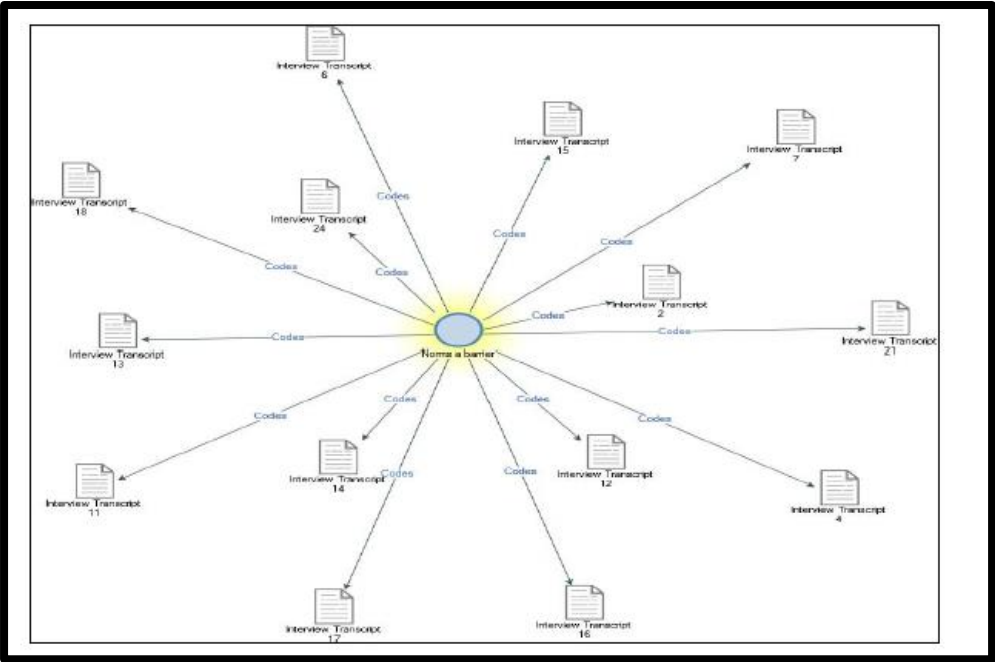 Interview Transcript
6
Interview Transcript
15
Interview Transcript
7
Codes
Interview Transcript
18
Interview Transcript
24
Codes
Codes
Codes
Codes
Interview Transcript
2
Codes
Codes
Codes
Interview Transcript
21
Interview Transcript
13
Norms a barrier
Codes
Codes
Codes
Codes
Interview Transcript
14
Codes
Codes
Interview Transcript
12
Interview Transcript
11
Interview Transcript
4
Interview Transcript
17
Interview Transcript
16